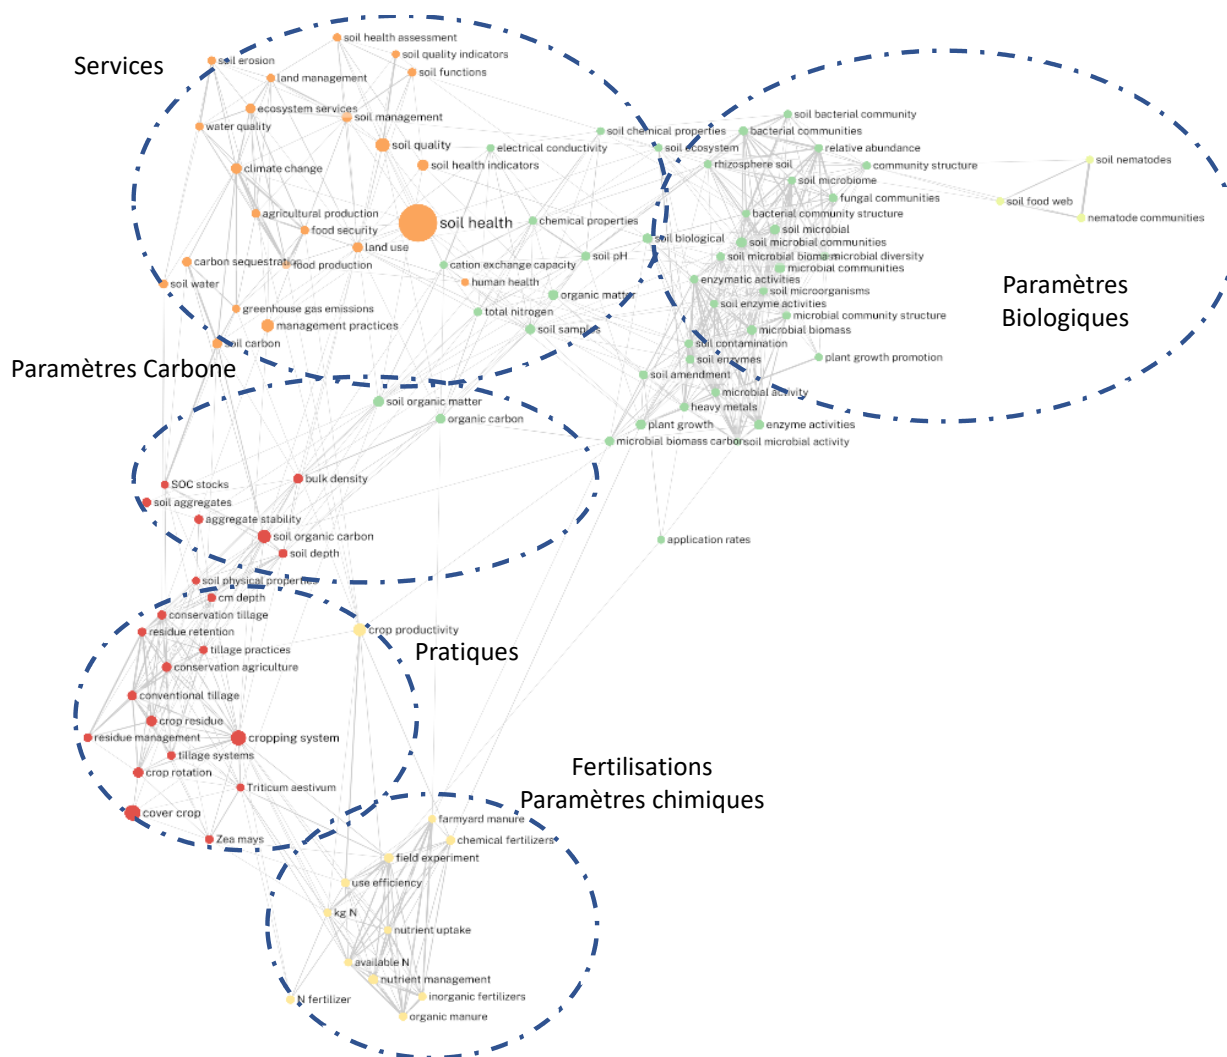 Services
soil health assessment
soil quality indicators
soil erosion
soil functions
land management
ecosystem services
soil management
water quality
soil quality
electrical conductivity
soil health indicators
climate change
agricultural production
food security
soil health
chemical properties
land use
soil pH
carbon sequestration
food production
cation exchange capacity
soil water
human health
organic matter
greenhouse gas emissions
total nitrogen
management practices
soil samples
soil carbon
soil chemical properties
soil ecosystem
soil bacterial community
bacterial communities
relative abundance
rhizosphere soil
community structure
soil microbiome
fungal communities
bacterial community structure
soil microbial
soil biological
soil microbial communities
soil microbial biomass
microbial diversity
microbial communities
enzymatic activities
soil microorganisms
soil enzyme activities
microbial community structure
microbial biomass
soil contamination
soil enzymes
plant growth promotion
soil amendment
microbial activity
heavy metals
plant growth
enzyme activities
microbial biomass carbon
soil microbial activity
application rates
soil nematodes
soil food web
nematode communities
Paramètres
Biologiques
Paramètres Carbone
soil organic matter
organic carbon
SOC stocks
bulk density
soil aggregates
aggregate stability
soil organic carbon
soil depth
soil physical properties
cm depth
conservation tillage
residue retention
crop productivity
tillage practices
Pratiques
conservation agriculture
conventional tillage
crop residue
residue management
cropping system
tillage systems
crop rotation
Triticum aestivum
cover crop
Zea mays
Fertilisations
Paramètres chimiques
farmyard manure
chemical fertilizers
field experiment
use efficiency
kg N
nutrient uptake
available N
nutrient management
N fertilizer
inorganic fertilizers
organic manure